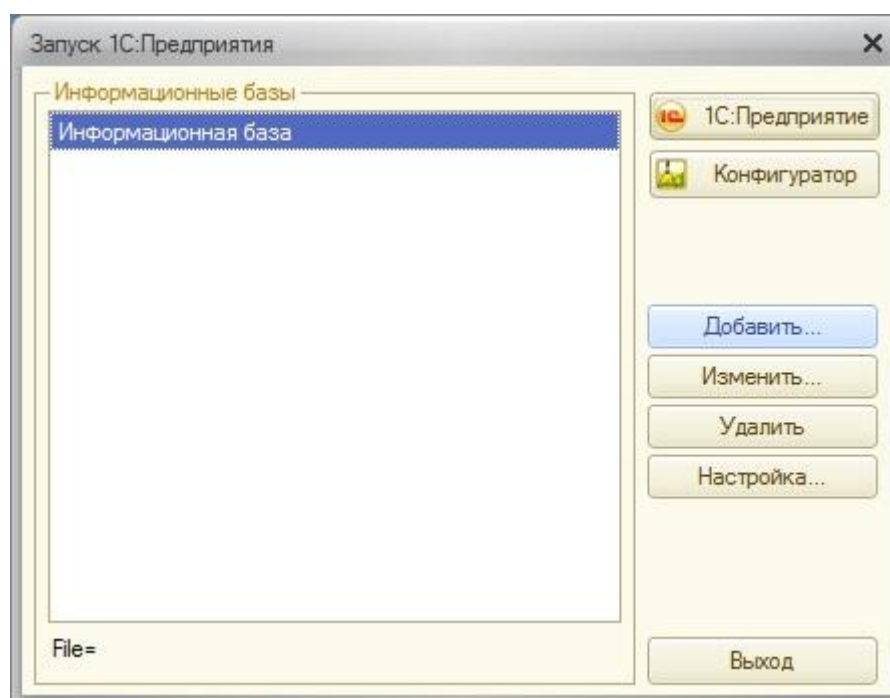 Запуск 1С:Предприятия
Информационные базы
Информационная база
1С:Предприятие
Конфигуратор
Добавить...
Изменить...
Удалить
Настройка...
File=
Выход